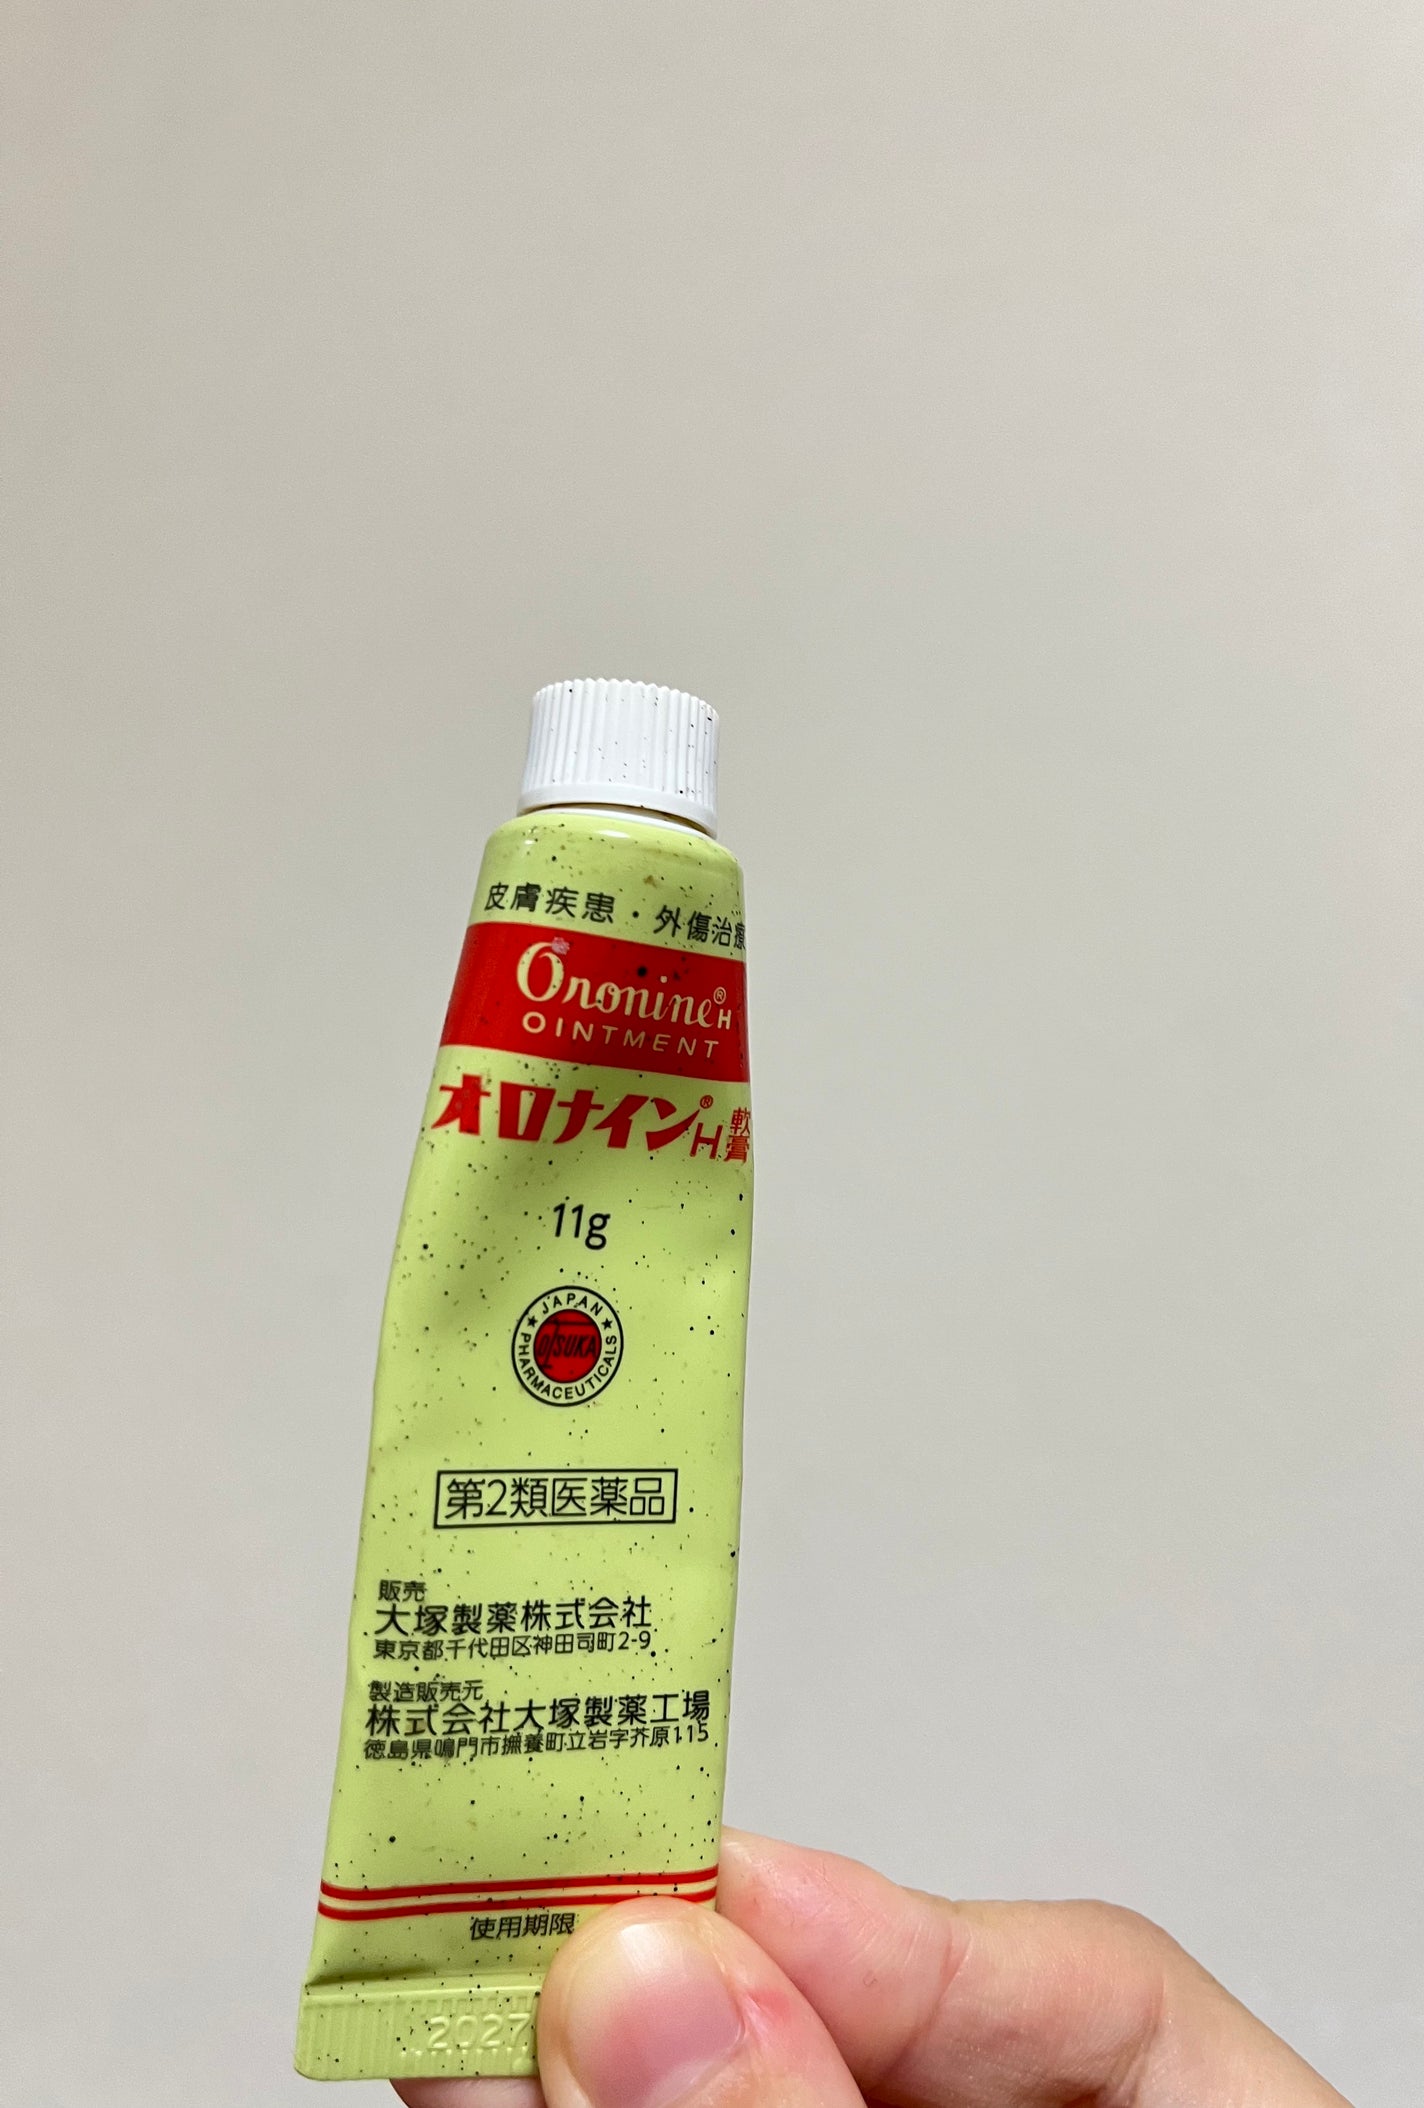 皮膚疾患・外傷治療
Oronine® H
OINTMENT
オロナイン®H軟膏
11g
JAPAN
OTSUKA
PHARMACEUTICALS
第2類医薬品
販売
大塚製薬株式会社
東京都千代田区神田司町2-9
製造販売元
株式会社大塚製薬工場
徳島県鳴門市撫養町立岩字芥原115
使用期限
2027